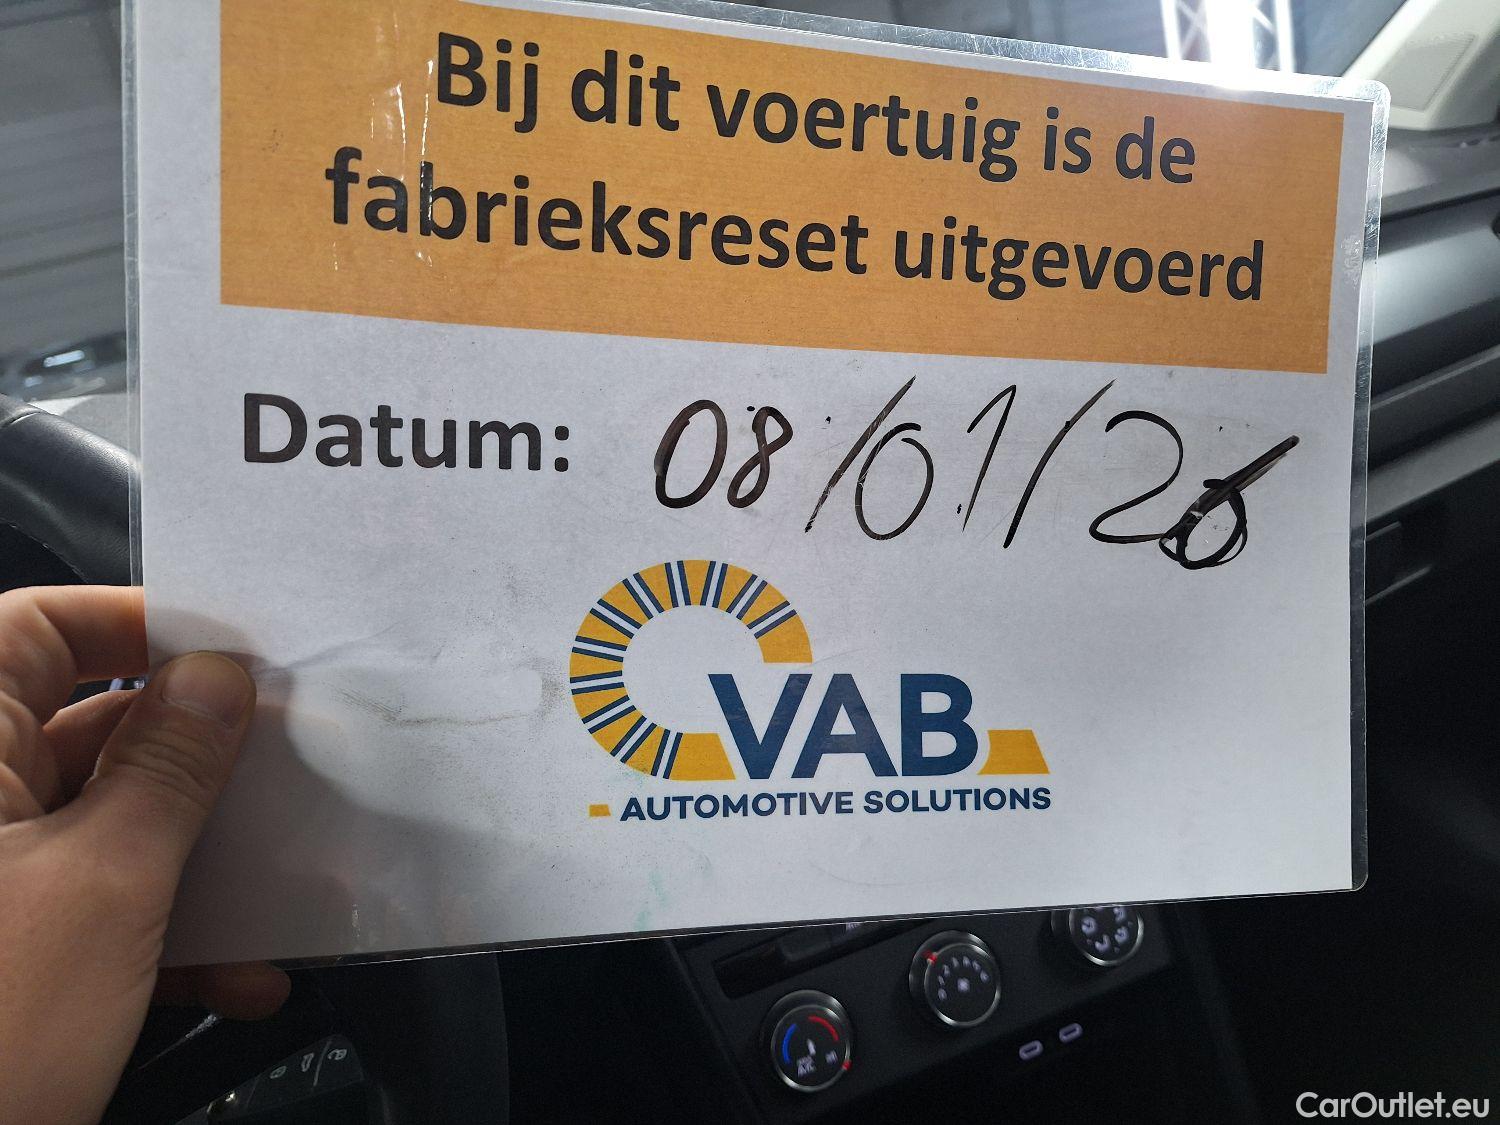 Bij dit voertuig is de
fabrieksreset uitgevoerd
Datum: 08/01/26
VAB
AUTOMOTIVE SOLUTIONS
CarOutlet.eu